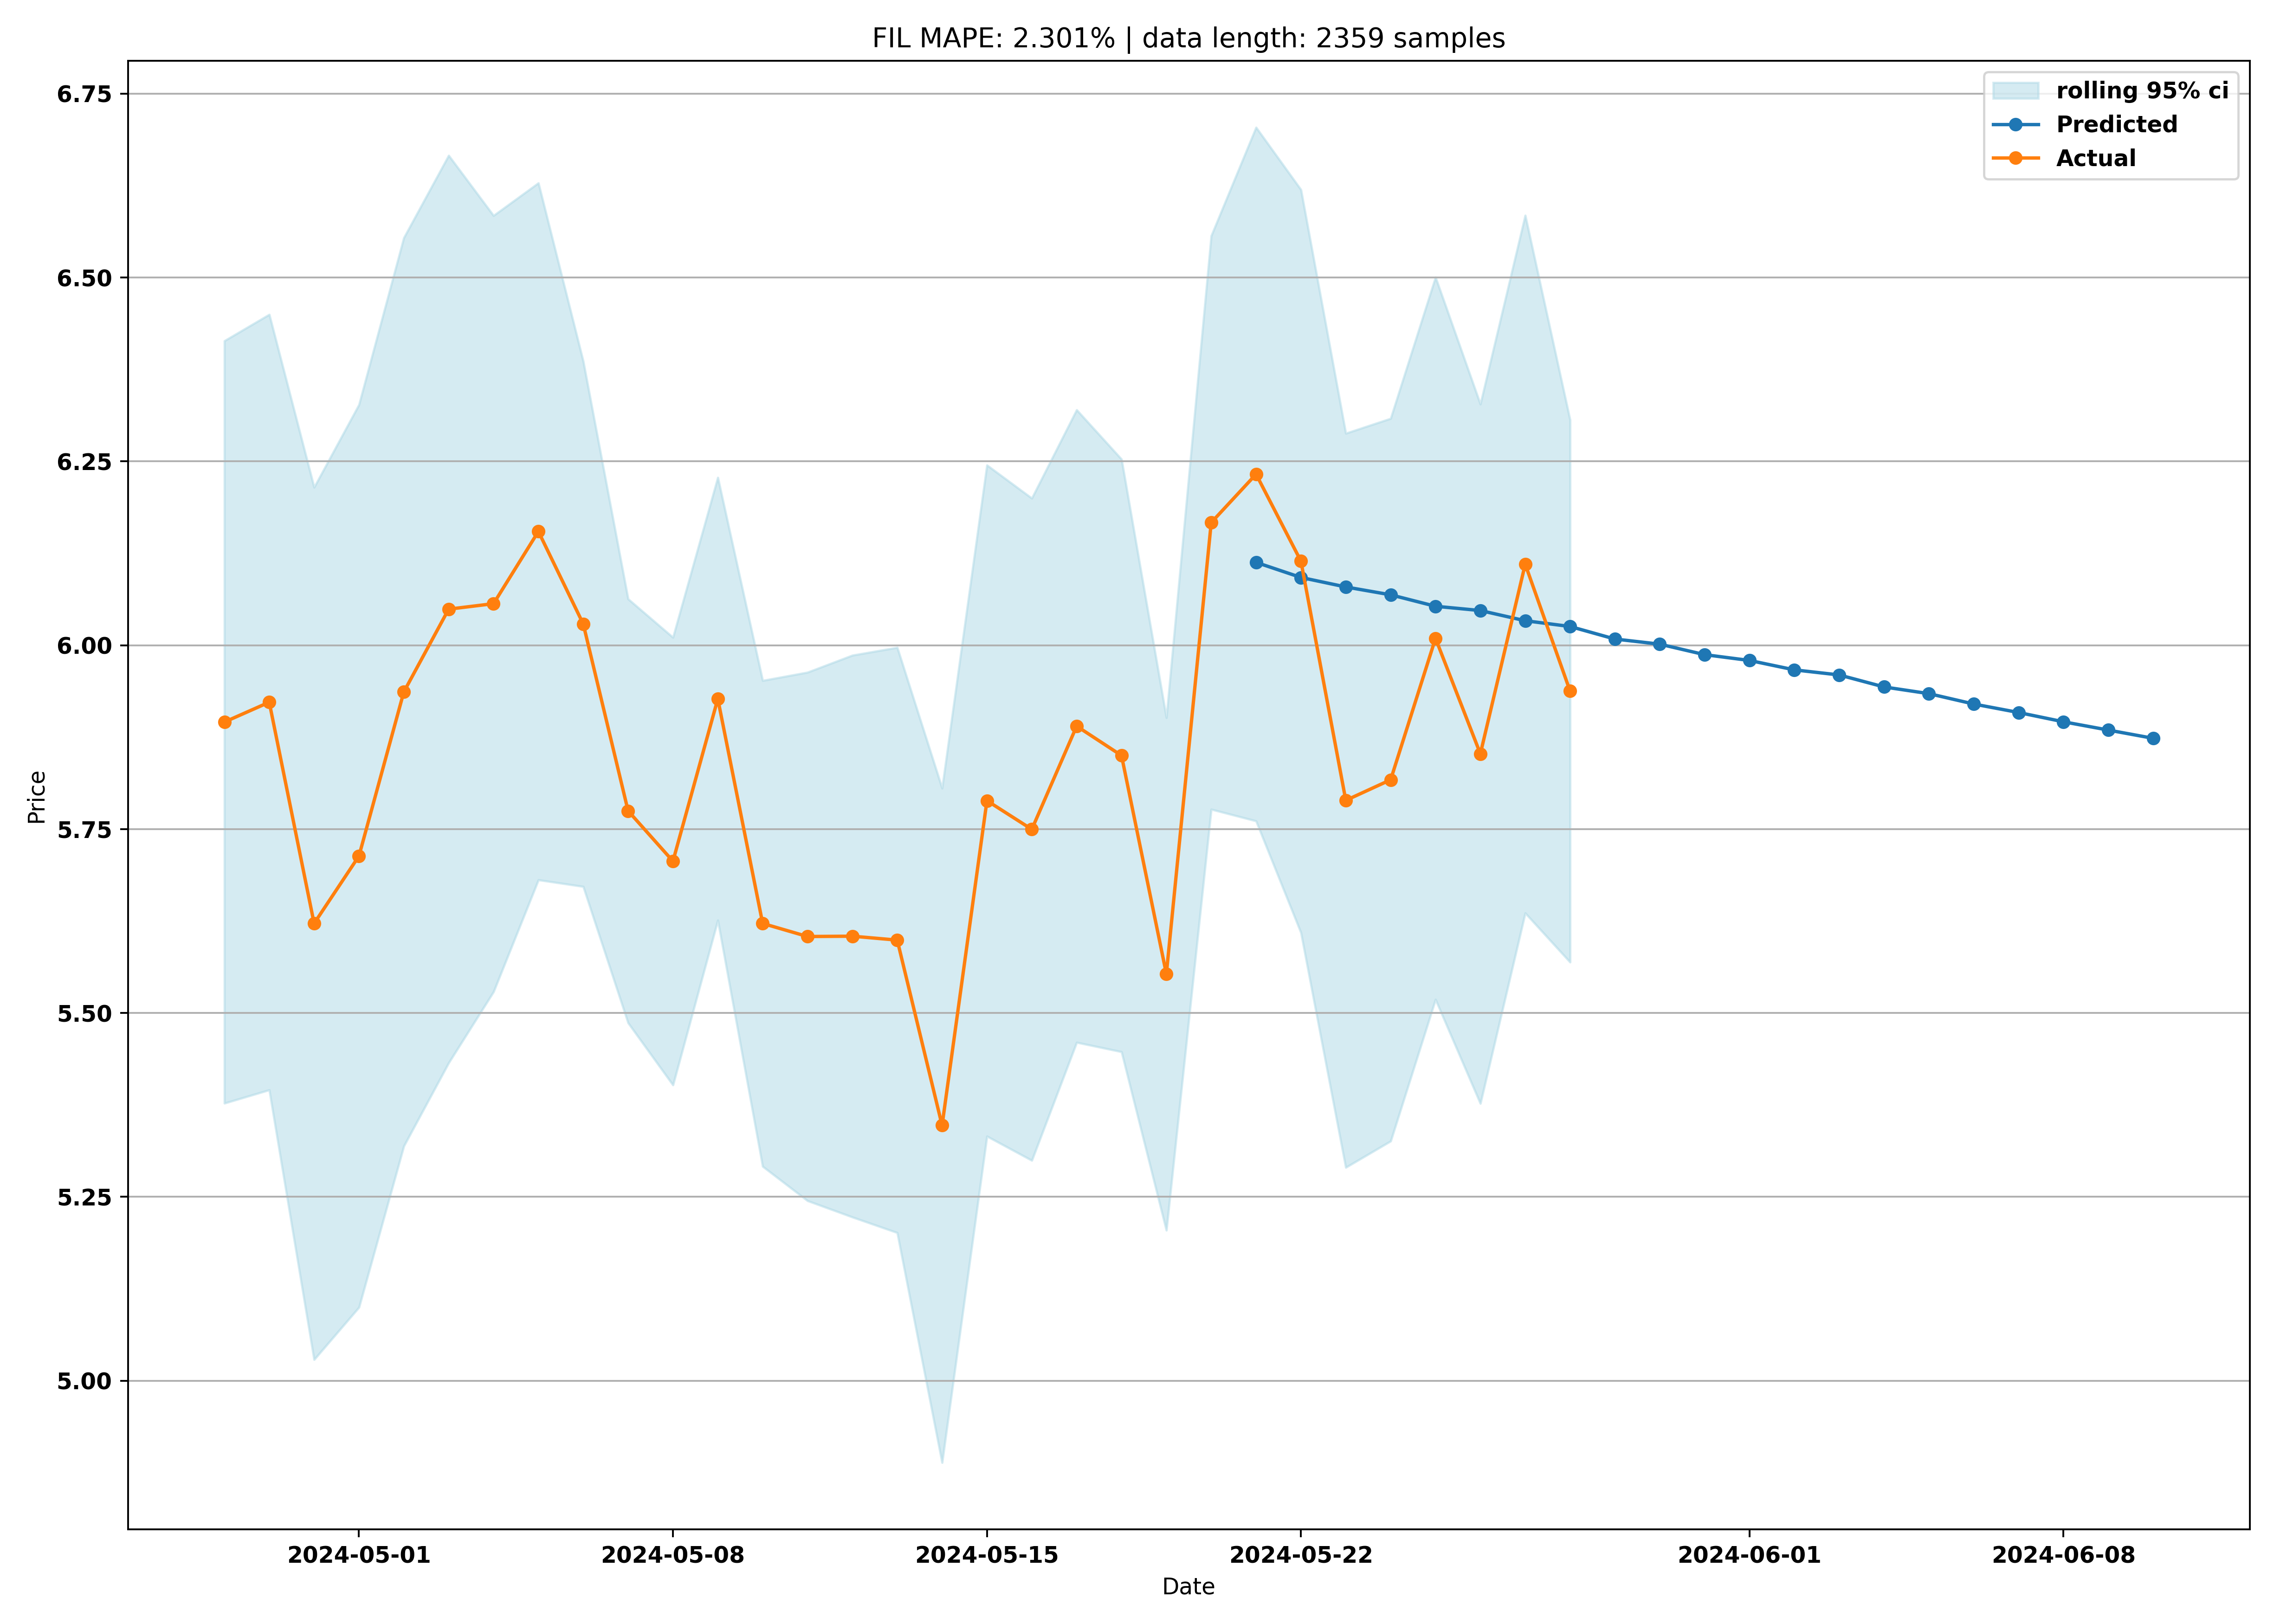 FIL MAPE: 2.301% | data length: 2359 samples
rolling 95% ci
Predicted
Actual
6.75
6.50
6.25
6.00
5.75
5.50
5.25
5.00
Price
2024-05-01
2024-05-08
2024-05-15
2024-05-22
2024-06-01
2024-06-08
Date